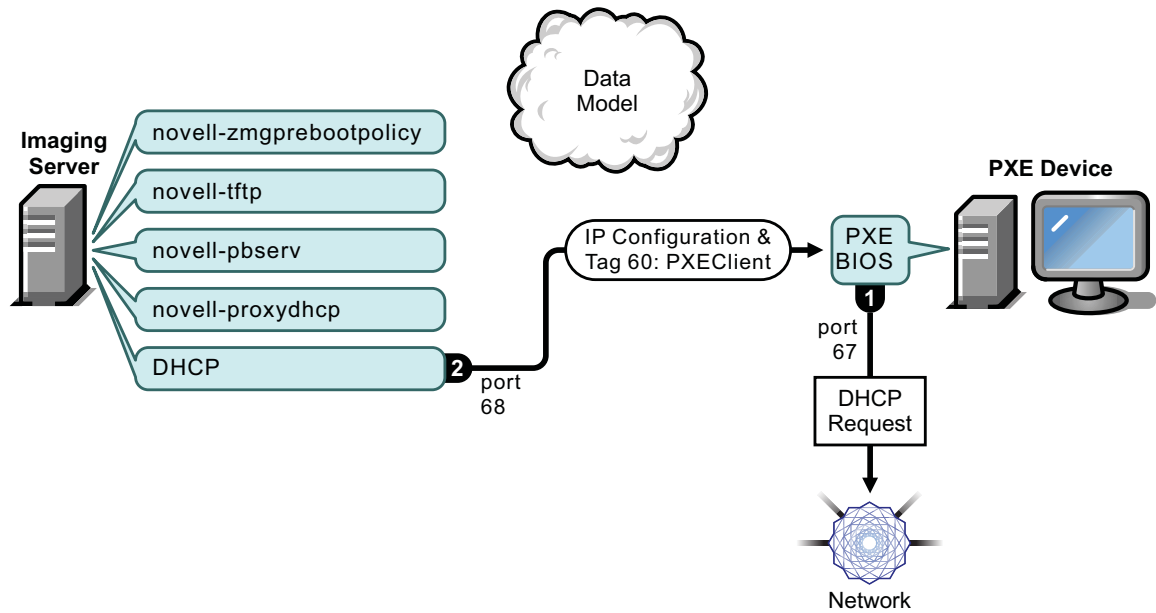 Data
Model
Imaging
Server
novell-zmgprebootpolicy
novell-tftp
novell-pbserv
novell-proxydhcp
DHCP
2
port
68
IP Configuration &
Tag 60: PXEClient
PXE Device
PXE
BIOS
1
port
67
DHCP
Request
Network